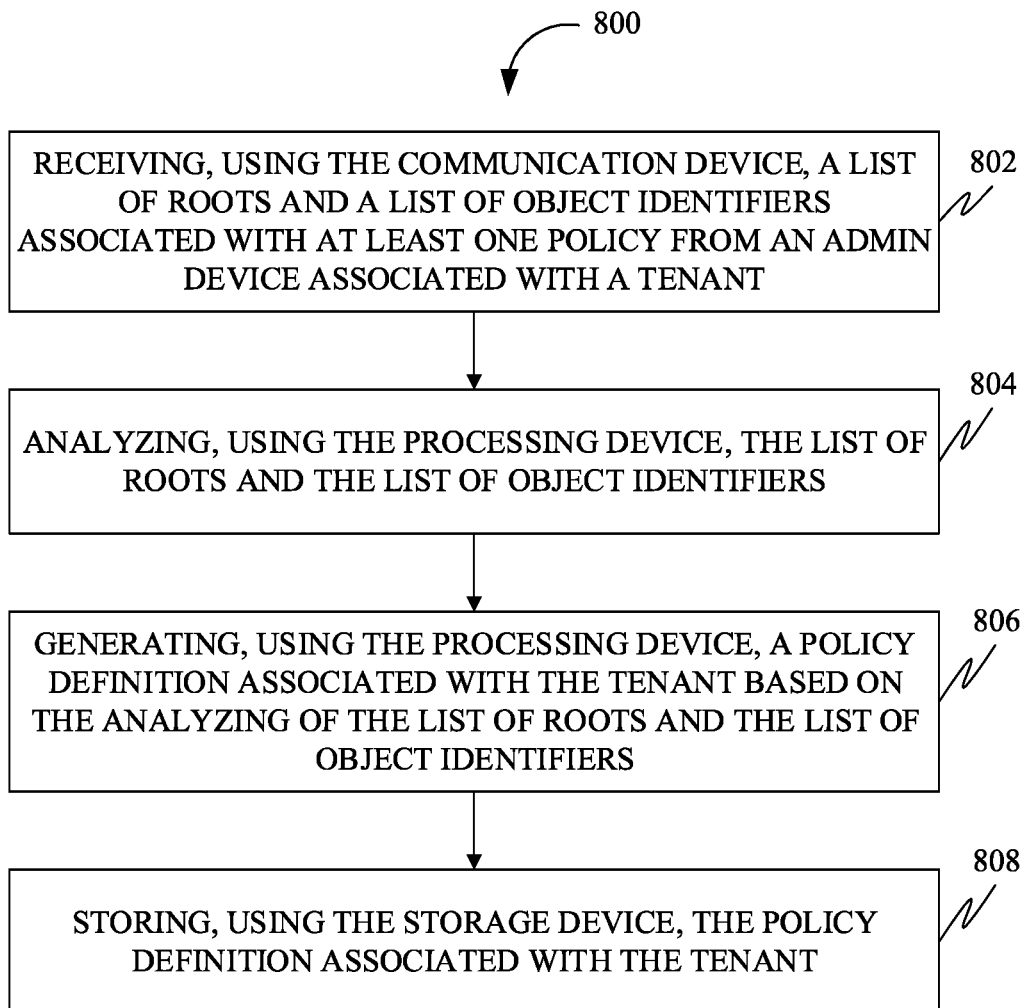 800
RECEIVING, USING THE COMMUNICATION DEVICE, A LIST
OF ROOTS AND A LIST OF OBJECT IDENTIFIERS
ASSOCIATED WITH AT LEAST ONE POLICY FROM AN ADMIN
DEVICE ASSOCIATED WITH A TENANT
802
ANALYZING, USING THE PROCESSING DEVICE, THE LIST OF
ROOTS AND THE LIST OF OBJECT IDENTIFIERS
804
GENERATING, USING THE PROCESSING DEVICE, A POLICY
DEFINITION ASSOCIATED WITH THE TENANT BASED ON
THE ANALYZING OF THE LIST OF ROOTS AND THE LIST OF
OBJECT IDENTIFIERS
806
STORING, USING THE STORAGE DEVICE, THE POLICY
DEFINITION ASSOCIATED WITH THE TENANT
808